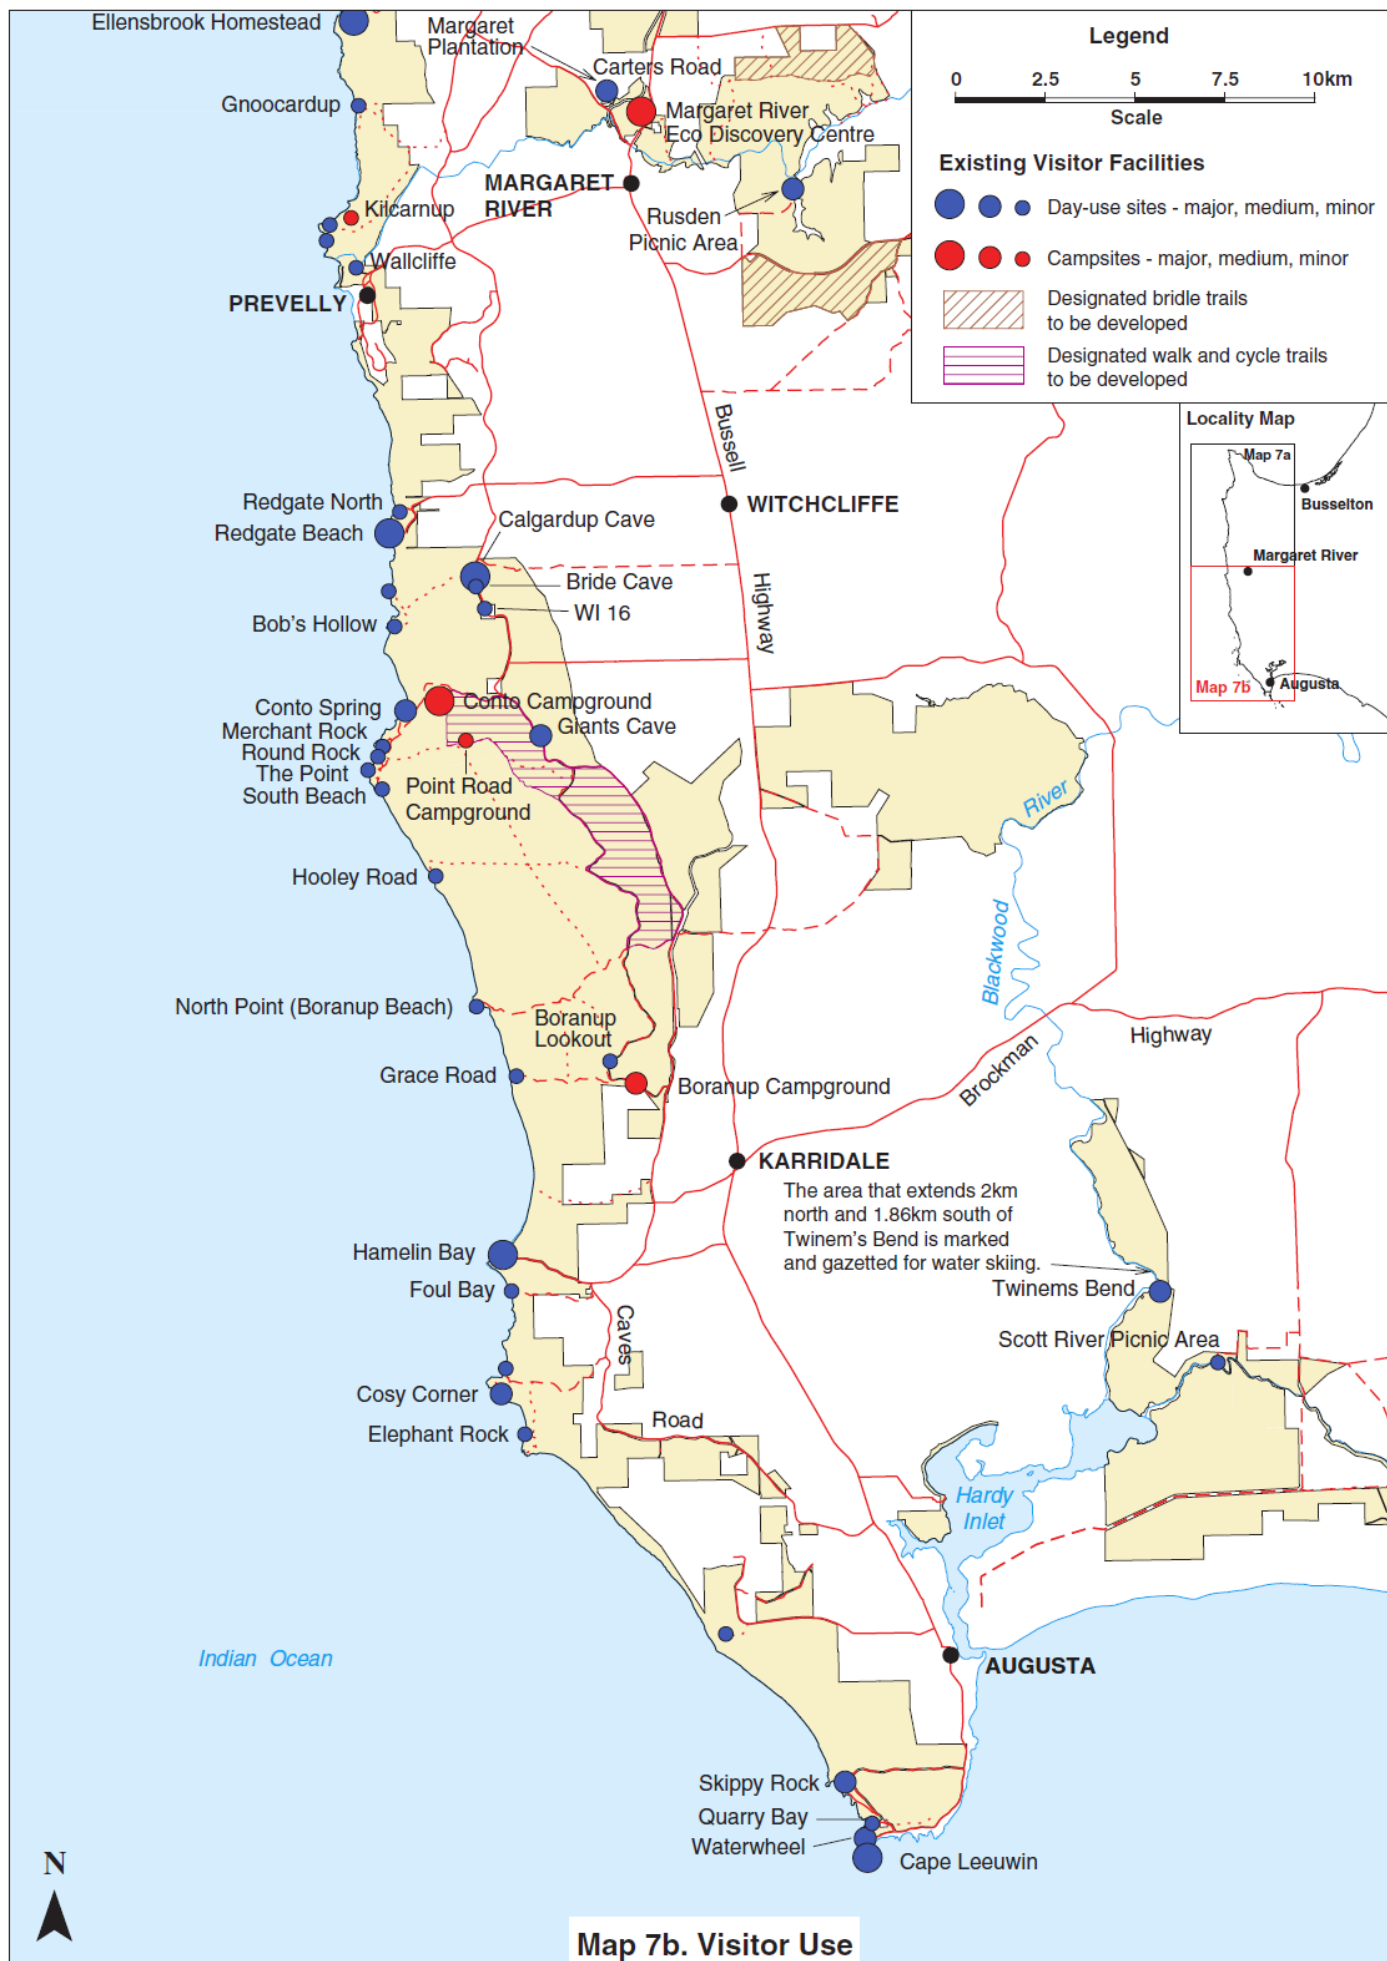 Ellensbrook Homestead
Margaret
Plantation
Carters Road
Gnoocardup
Margaret River
Eco Discovery Centre
MARGARET
RIVER
Kilcarnup
Rusden
Picnic Area
Wallcliffe
PREVELLY
Legend
0 2.5 5 7.5 10km
Scale
Existing Visitor Facilities
Day-use sites - major, medium, minor
Campsites - major, medium, minor
Designated bridle trails
to be developed
Designated walk and cycle trails
to be developed
Locality Map
Map 7a
Busselton
Margaret River
Map 7b
Augusta
Bussell
Highway
Redgate North
Redgate Beach
WITCHCLIFFE
Calgardup Cave
Bride Cave
WI 16
Bob's Hollow
Conto Spring
Conto Campground
Merchant Rock
Giants Cave
Round Rock
The Point
South Beach
Point Road
Campground
River
Blackwood
Hooley Road
North Point (Boranup Beach)
Boranup
Lookout
Grace Road
Boranup Campground
Brockman
Highway
KARRIDALE
The area that extends 2km
north and 1.86km south of
Twinem's Bend is marked
and gazetted for water skiing.
Twinems Bend
Hamelin Bay
Foul Bay
Caves
Scott River Picnic Area
Cosy Corner
Road
Elephant Rock
Hardy
Inlet
Indian Ocean
AUGUSTA
Skippy Rock
Quarry Bay
Waterwheel
Cape Leeuwin
N
Map 7b. Visitor Use